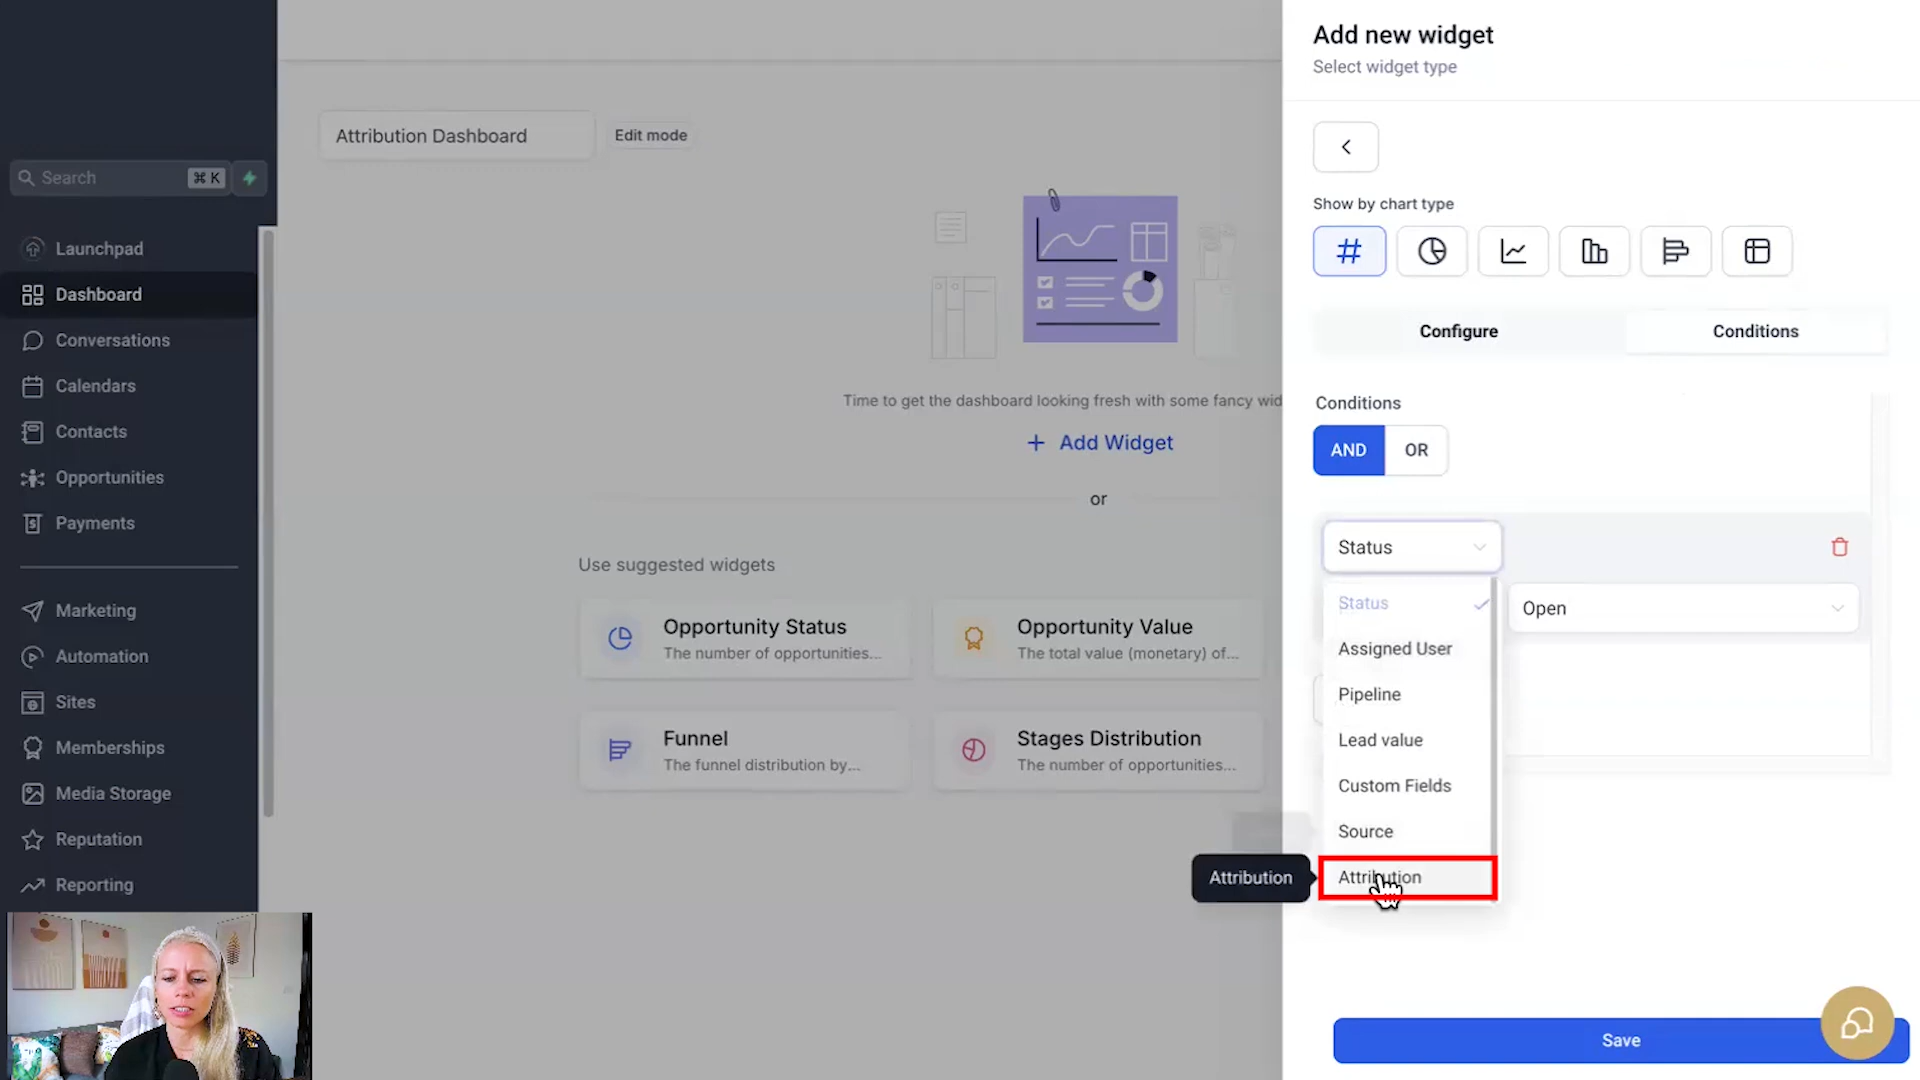 Search
⌘ K
Launchpad
Dashboard
Conversations
Calendars
Contacts
Opportunities
Payments
Marketing
Automation
Sites
Memberships
Media Storage
Reputation
Reporting
Attribution Dashboard
Edit mode
Time to get the dashboard looking fresh with some fancy wid
+ Add Widget
or
Use suggested widgets
Opportunity Status
The number of opportunities...
Opportunity Value
The total value (monetary) of...
Funnel
The funnel distribution by...
Stages Distribution
The number of opportunities...
Add new widget
Select widget type
Show by chart type
Configure
Conditions
Conditions
AND
OR
Status
Status
Open
Assigned User
Pipeline
Lead value
Custom Fields
Source
Attribution
Attribution
Save